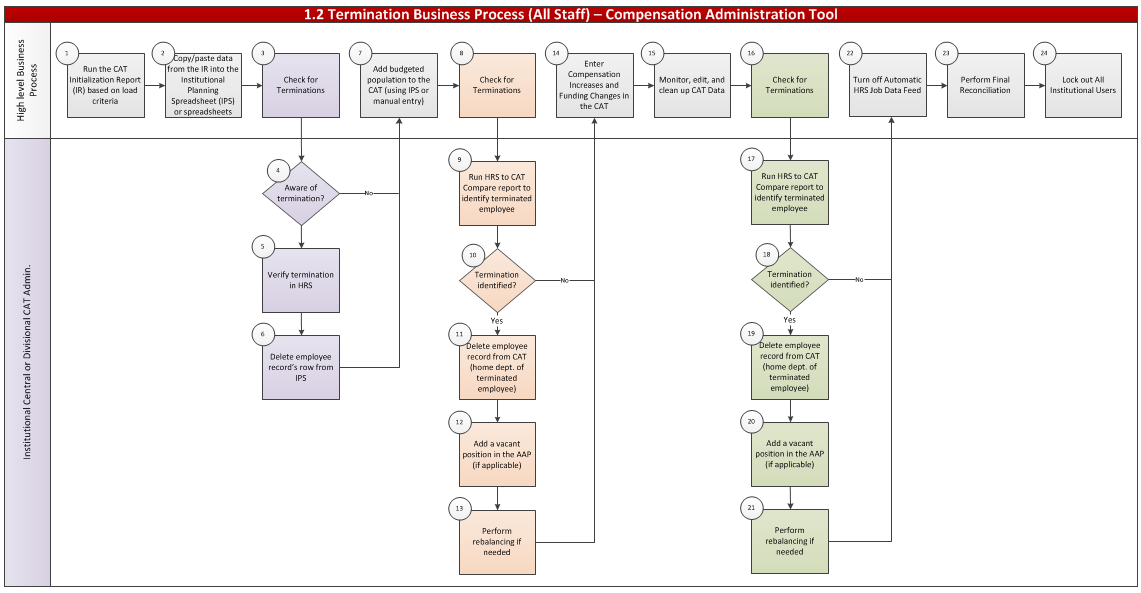 1.2 Termination Business Process (All Staff) – Compensation Administration Tool
High level Business
Process
1
Run the CAT
Initialization Report
(IR) based on load
criteria
2
Copy/paste data
from the IR into the
Institutional
Planning
Spreadsheet (IPS)
or spreadsheets
3
Check for
Terminations
7
Add budgeted
population to the
CAT (using IPS or
manual entry)
8
Check for
Terminations
14
Enter
Compensation
Increases and
Funding Changes in
the CAT
15
Monitor, edit, and
clean up CAT Data
16
Check for
Terminations
22
Turn off Automatic
HRS Job Data Feed
23
Perform Final
Reconciliation
24
Lock out All
Institutional Users
Institutional Central or Divisional CAT Admin.
4
Aware of
termination?
No
5
Verify termination
in HRS
6
Delete employee
record's row from
IPS
9
Run HRS to CAT
Compare report to
identify terminated
employee
10
Termination
identified?
No
Yes
11
Delete employee
record from CAT
(home dept. of
terminated
employee)
12
Add a vacant
position in the AAP
(if applicable)
13
Perform
rebalancing if
needed
17
Run HRS to CAT
Compare report to
identify terminated
employee
18
Termination
identified?
No
Yes
19
Delete employee
record from CAT
(home dept. of
terminated
employee)
20
Add a vacant
position in the AAP
(if applicable)
21
Perform
rebalancing if
needed